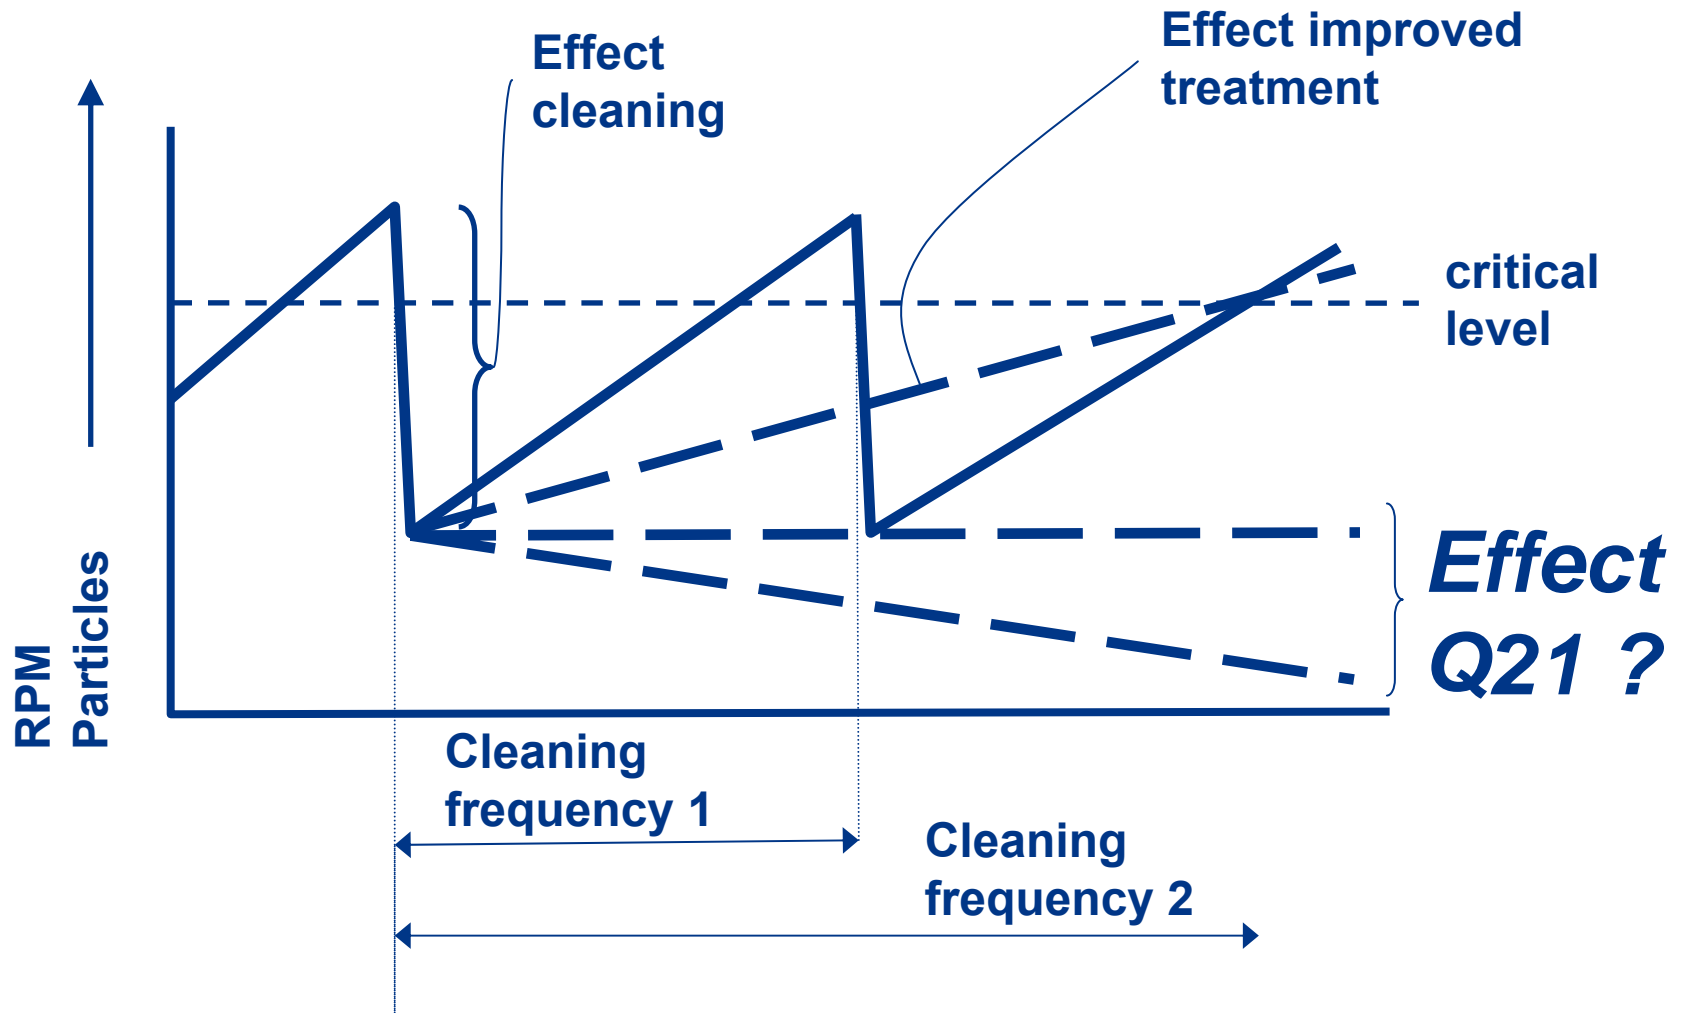 Effect
cleaning
Effect improved
treatment
critical
level
RPM
Particles
Effect
Q21 ?
Cleaning
frequency 1
Cleaning
frequency 2